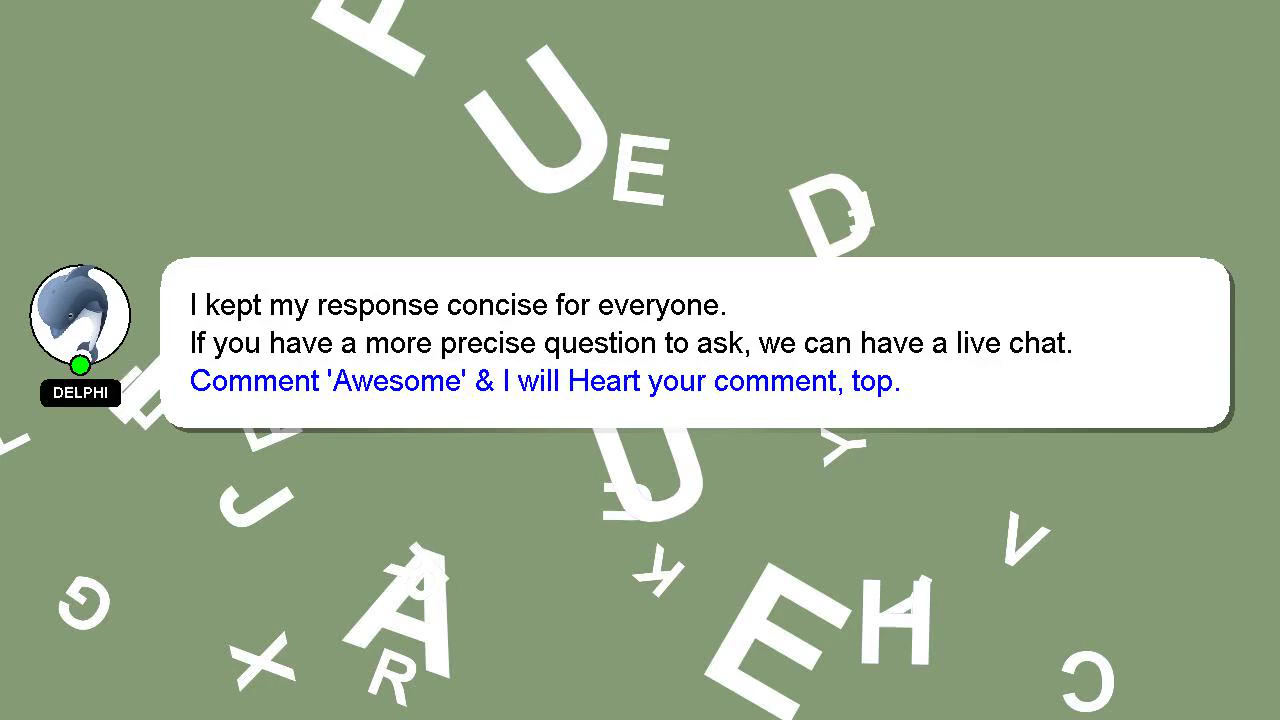 P
U
E
D
I kept my response concise for everyone.
If you have a more precise question to ask, we can have a live chat.
Comment 'Awesome' & I will Heart your comment, top.
DELPHI
E
U
Y
J
V
K
G
A
E
H
X
R
C